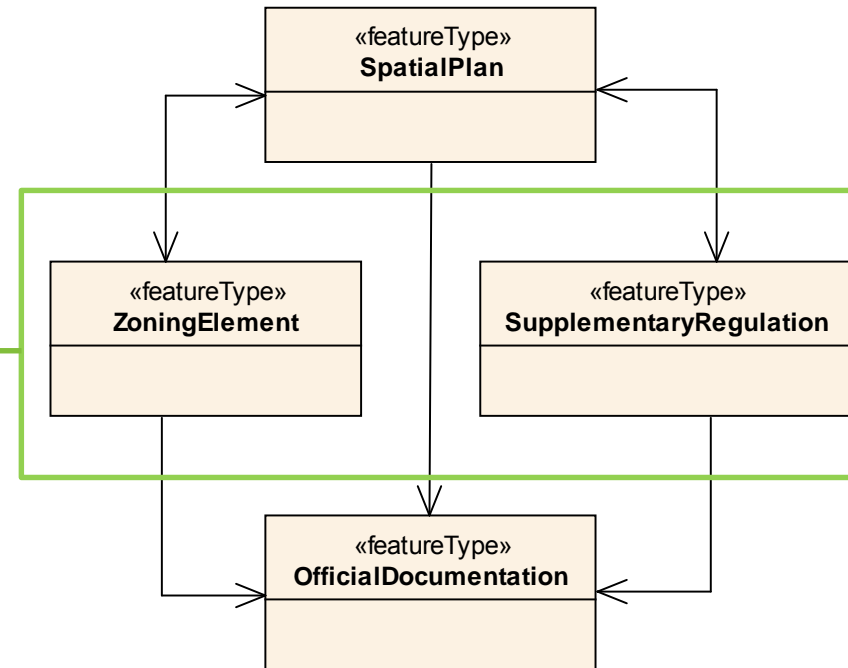 «featureType»
SpatialPlan
«featureType»
ZoningElement
«featureType»
SupplementaryRegulation
«featureType»
OfficialDocumentation